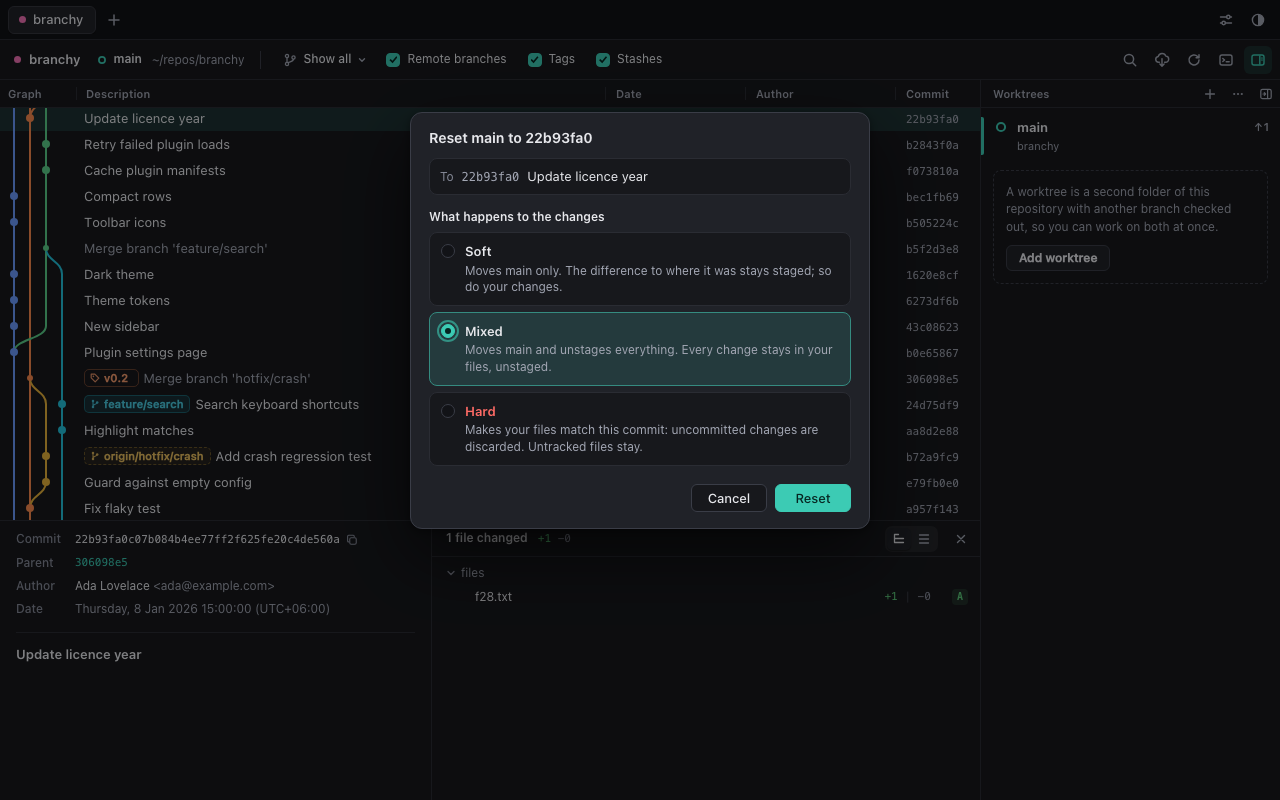 branchy
branchy main ~/repos/branchy Show all Remote branches Tags Stashes
Graph Description Date Author Commit Worktrees
Update licence year 22b93fa0
Retry failed plugin loads b2843f0a
Cache plugin manifests f073810a
Compact rows bec1fb69
Toolbar icons b505224c
Merge branch 'feature/search' b5f2d3e8
Dark theme 1620e8cf
Theme tokens 6273df6b
New sidebar 43c08623
Plugin settings page b0e65867
v0.2 Merge branch 'hotfix/crash' 306098e5
feature/search Search keyboard shortcuts 24d75df9
Highlight matches aa8d2e88
origin/hotfix/crash Add crash regression test b72a9fc9
Guard against empty config e79fb0e0
Fix flaky test a957f143
Reset main to 22b93fa0
To 22b93fa0 Update licence year
What happens to the changes
Soft
Moves main only. The difference to where it was stays staged; so
do your changes.
Mixed
Moves main and unstages everything. Every change stays in your
files, unstaged.
Hard
Makes your files match this commit: uncommitted changes are
discarded. Untracked files stay.
Cancel Reset
main ↑1
branchy
A worktree is a second folder of this
repository with another branch checked
out, so you can work on both at once.
Add worktree
Commit 22b93fa0c07b084b4ee77ff2f625fe20c4de560a
Parent 306098e5
Author Ada Lovelace <ada@example.com>
Date Thursday, 8 Jan 2026 15:00:00 (UTC+06:00)
Update licence year
1 file changed +1 −0
files
f28.txt +1 −0 A